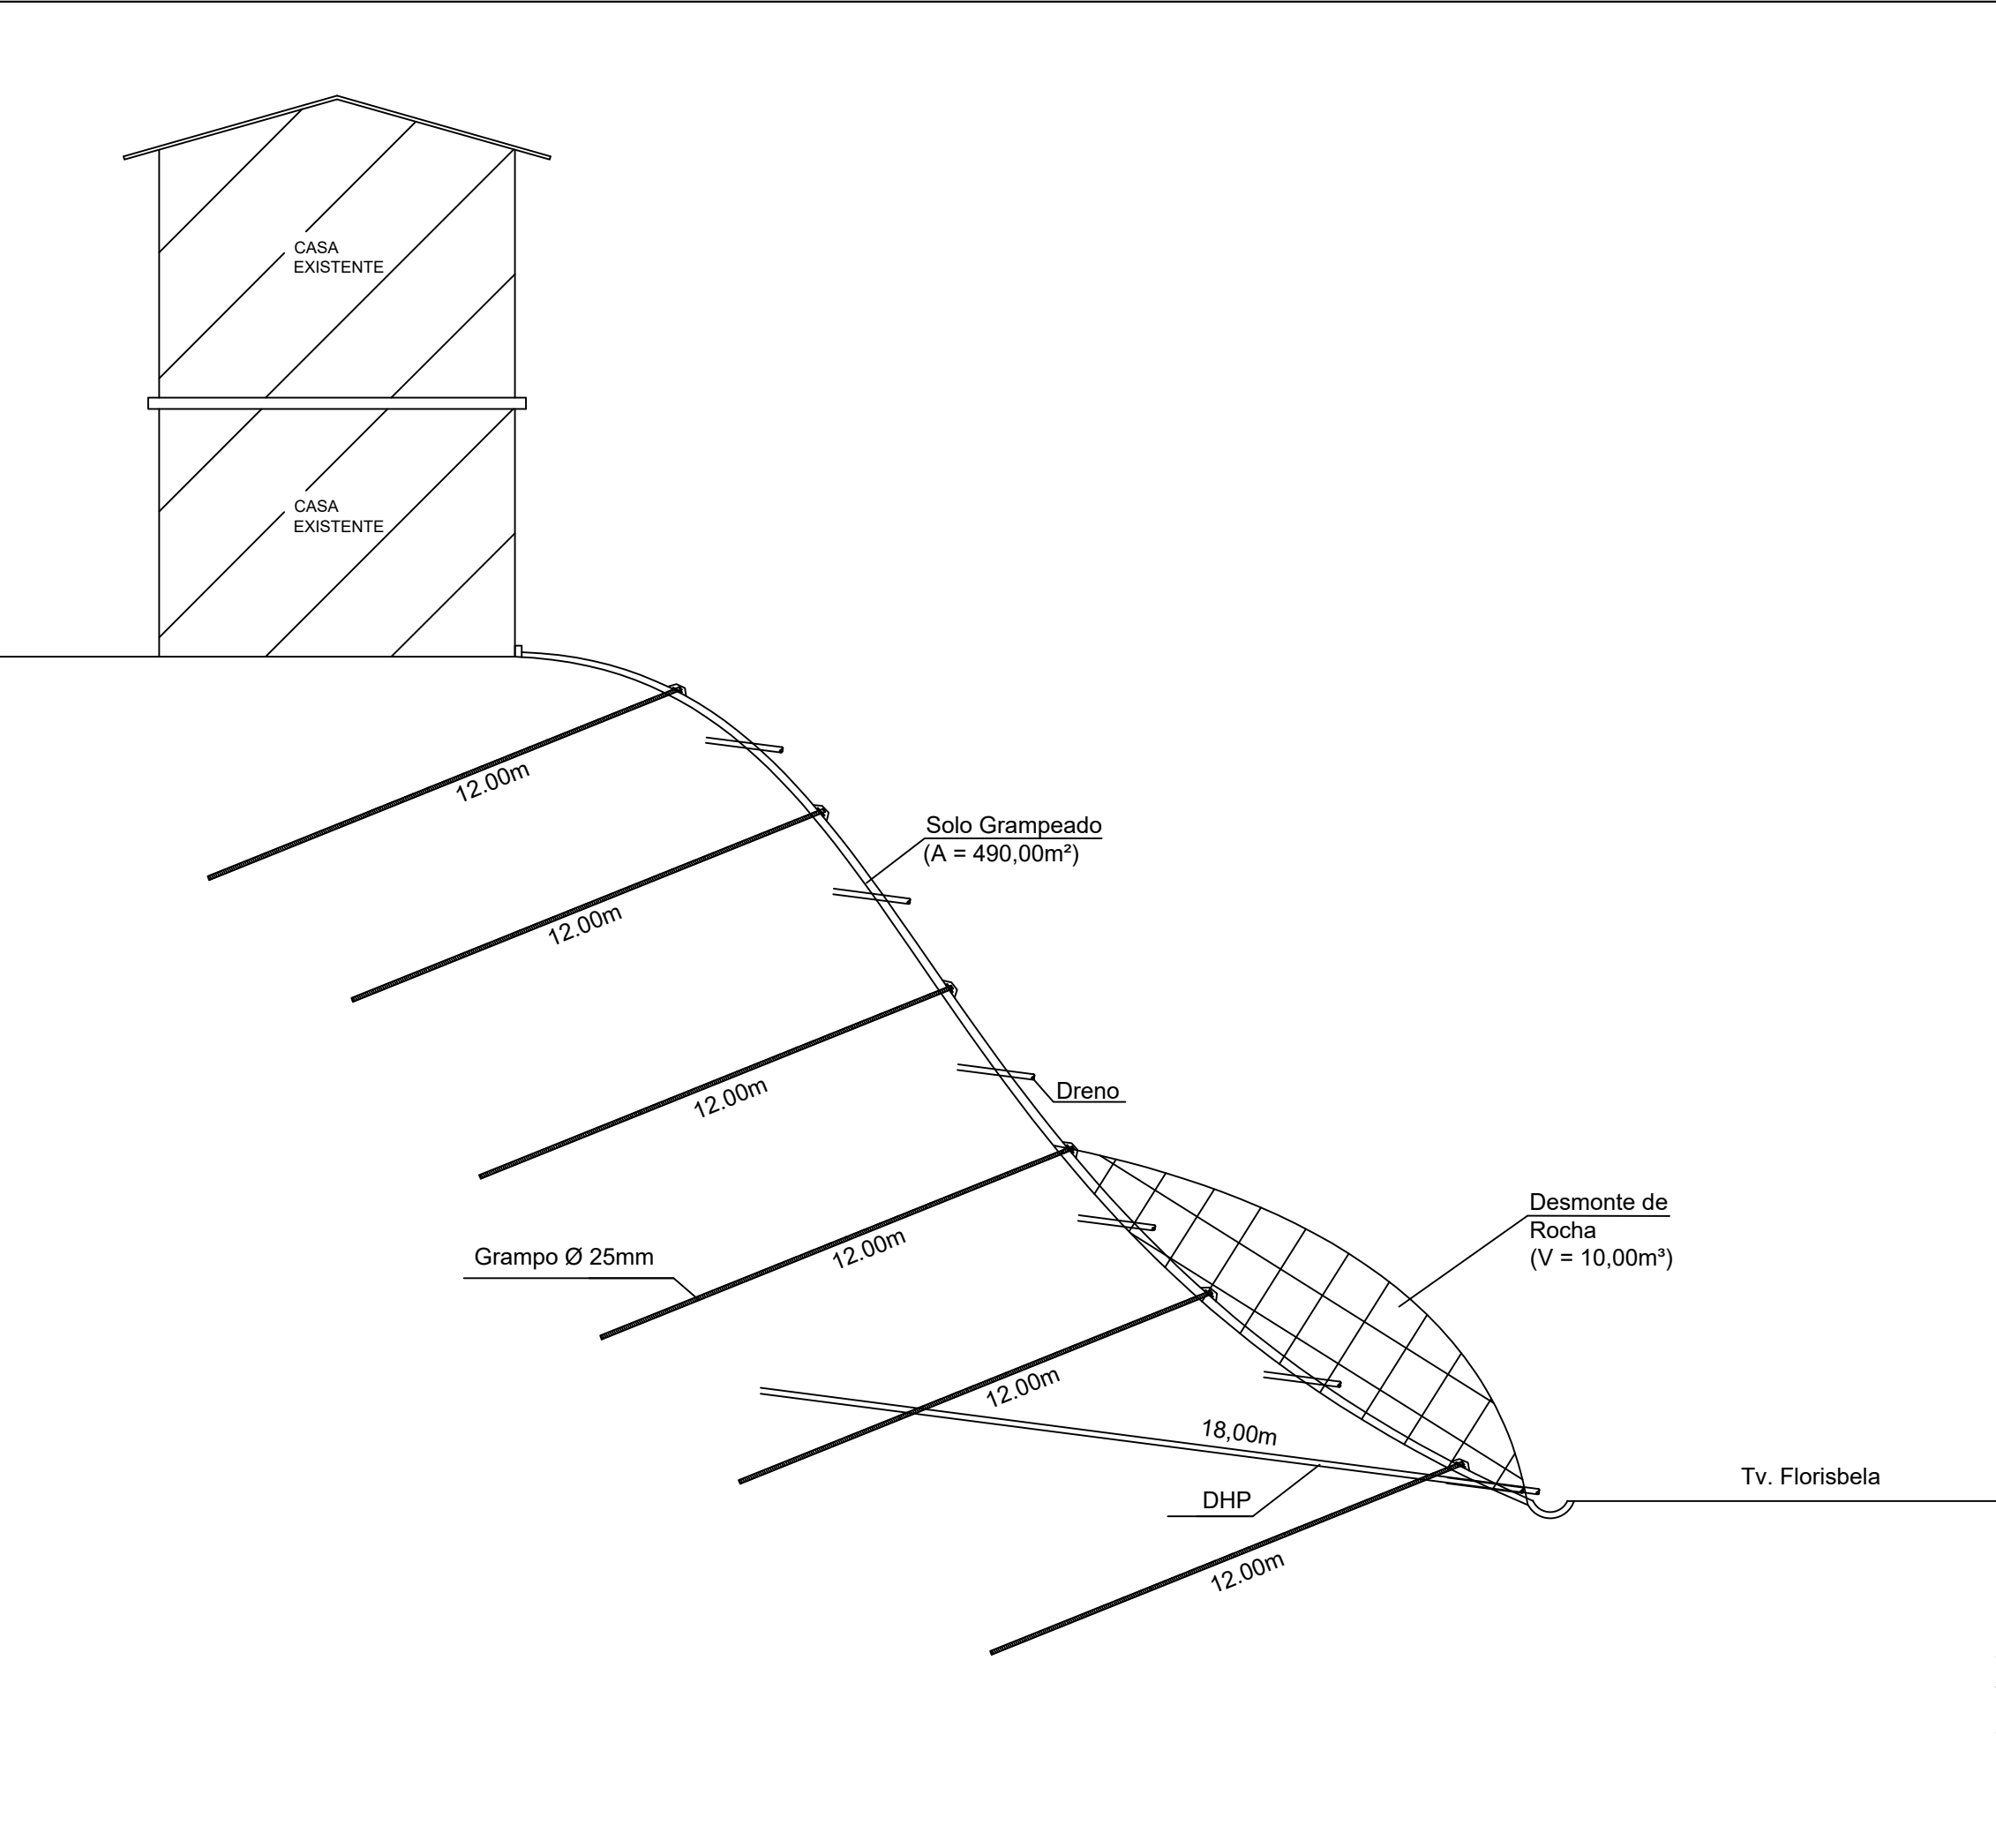 CASA
EXISTENTE
CASA
EXISTENTE
12.00m
Solo Grampeado
(A = 490,00m²)
12.00m
12.00m
Dreno
Desmonte de
Rocha
(V = 10,00m³)
12.00m
Grampo Ø 25mm
12.00m
18,00m
Tv. Florisbela
DHP
12.00m